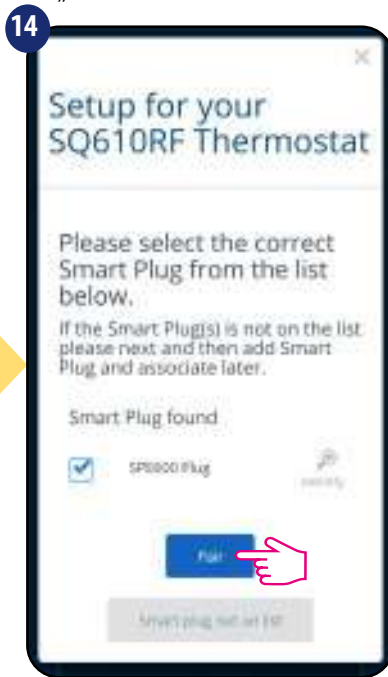 14
Setup for your
SQ610RF Thermostat
Please select the correct
Smart Plug from the list
below.
If the Smart Plug(s) is not on the list
please next and then add Smart
Plug and associate later.
Smart Plug found
Plug
Identify
Pair
Smart plug not on list